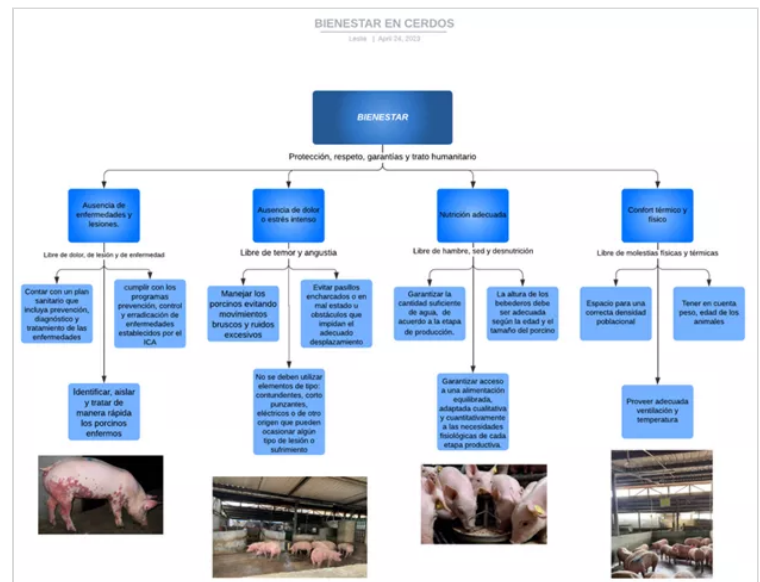 BIENESTAR EN CERDOS
Leslie | April 24, 2023
BIENESTAR
Protección, respeto, garantías y trato humanitario
Ausencia de
enfermedades y
lesiones.
Libre de dolor, de lesión y de enfermedad
Contar con un plan
sanitario que
incluya prevención,
diagnóstico y
tratamiento de las
enfermedades
cumplir con los
programas
prevención, control
y erradicación de
enfermedades
establecidos por el
ICA
Identificar, aislar
y tratar de
manera rápida
los porcinos
enfermos
Ausencia de dolor
o estrés intenso
Libre de temor y angustia
Manejar los
porcinos evitando
movimientos
bruscos y ruidos
excesivos
Evitar pasillos
encharcados o en
mal estado u
obstáculos que
impidan el
adecuado
desplazamiento
No se deben utilizar
elementos de tipo:
contundentes, corto
punzantes,
eléctricos o de otro
origen que pueden
ocasionar algún
tipo de lesión o
sufrimiento
Nutrición adecuada
Libre de hambre, sed y desnutrición
Garantizar la
cantidad suficiente
de agua, de
acuerdo a la etapa
de producción.
La altura de los
bebederos debe
ser adecuada
según la edad y el
tamaño del porcino
Garantizar acceso
a una alimentación
equilibrada,
adaptada cualitativa
y cuantitativamente
a las necesidades
fisiológicas de cada
etapa productiva.
Confort térmico y
físico
Libre de molestias físicas y térmicas
Espacio para una
correcta densidad
poblacional
Tener en cuenta
peso, edad de los
animales
Proveer adecuada
ventilación y
temperatura